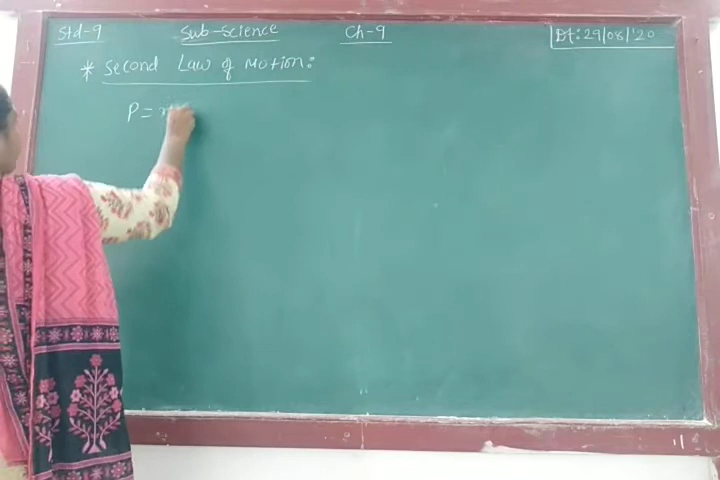 Std-9 Sub-Science Ch-9 Dt:29/08/'20
* Second Law of Motion:
P =